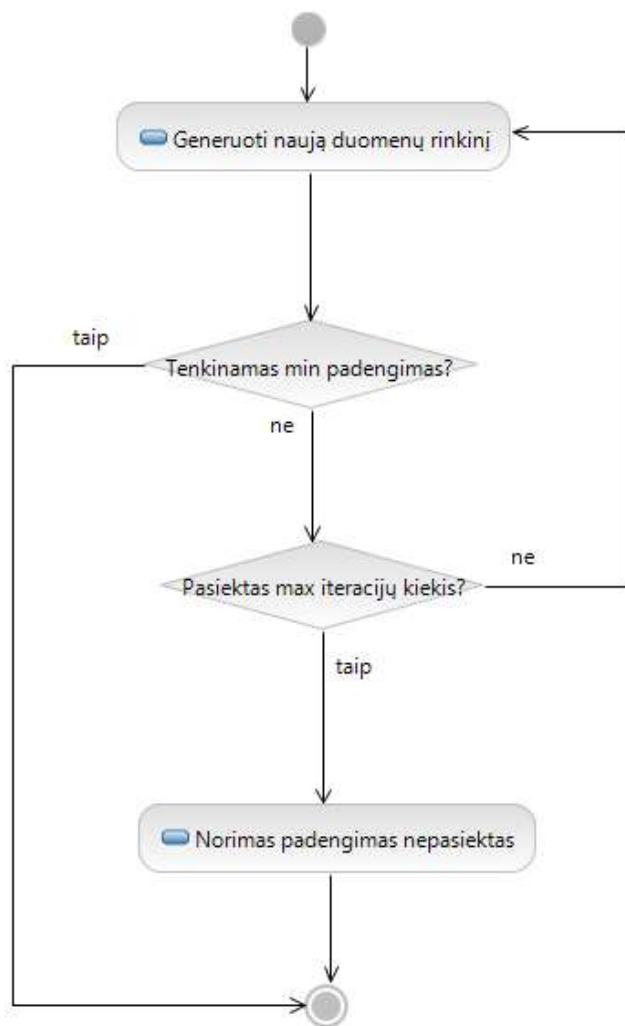 Generuoti naują duomenų rinkinį
taip
Tenkinamas min padengimas?
ne
Pasiektas max iteracijų kiekis?
ne
taip
Norimas padengimas nepasiektas